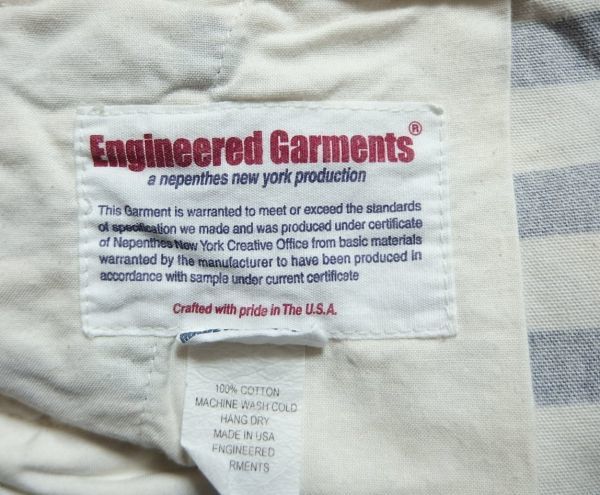 Engineered Garments®
a nepenthes new york production
This Garment is warranted to meet or exceed the standards
of specification we made and was produced under certificate
of Nepenthes New York Creative Office from basic materials
warranted by the manufacturer to have been produced in
accordance with sample under current certificate
Crafted with pride in The U.S.A.
100% COTTON
MACHINE WASH COLD
HANG DRY
MADE IN USA
ENGINEERED
RMENTS